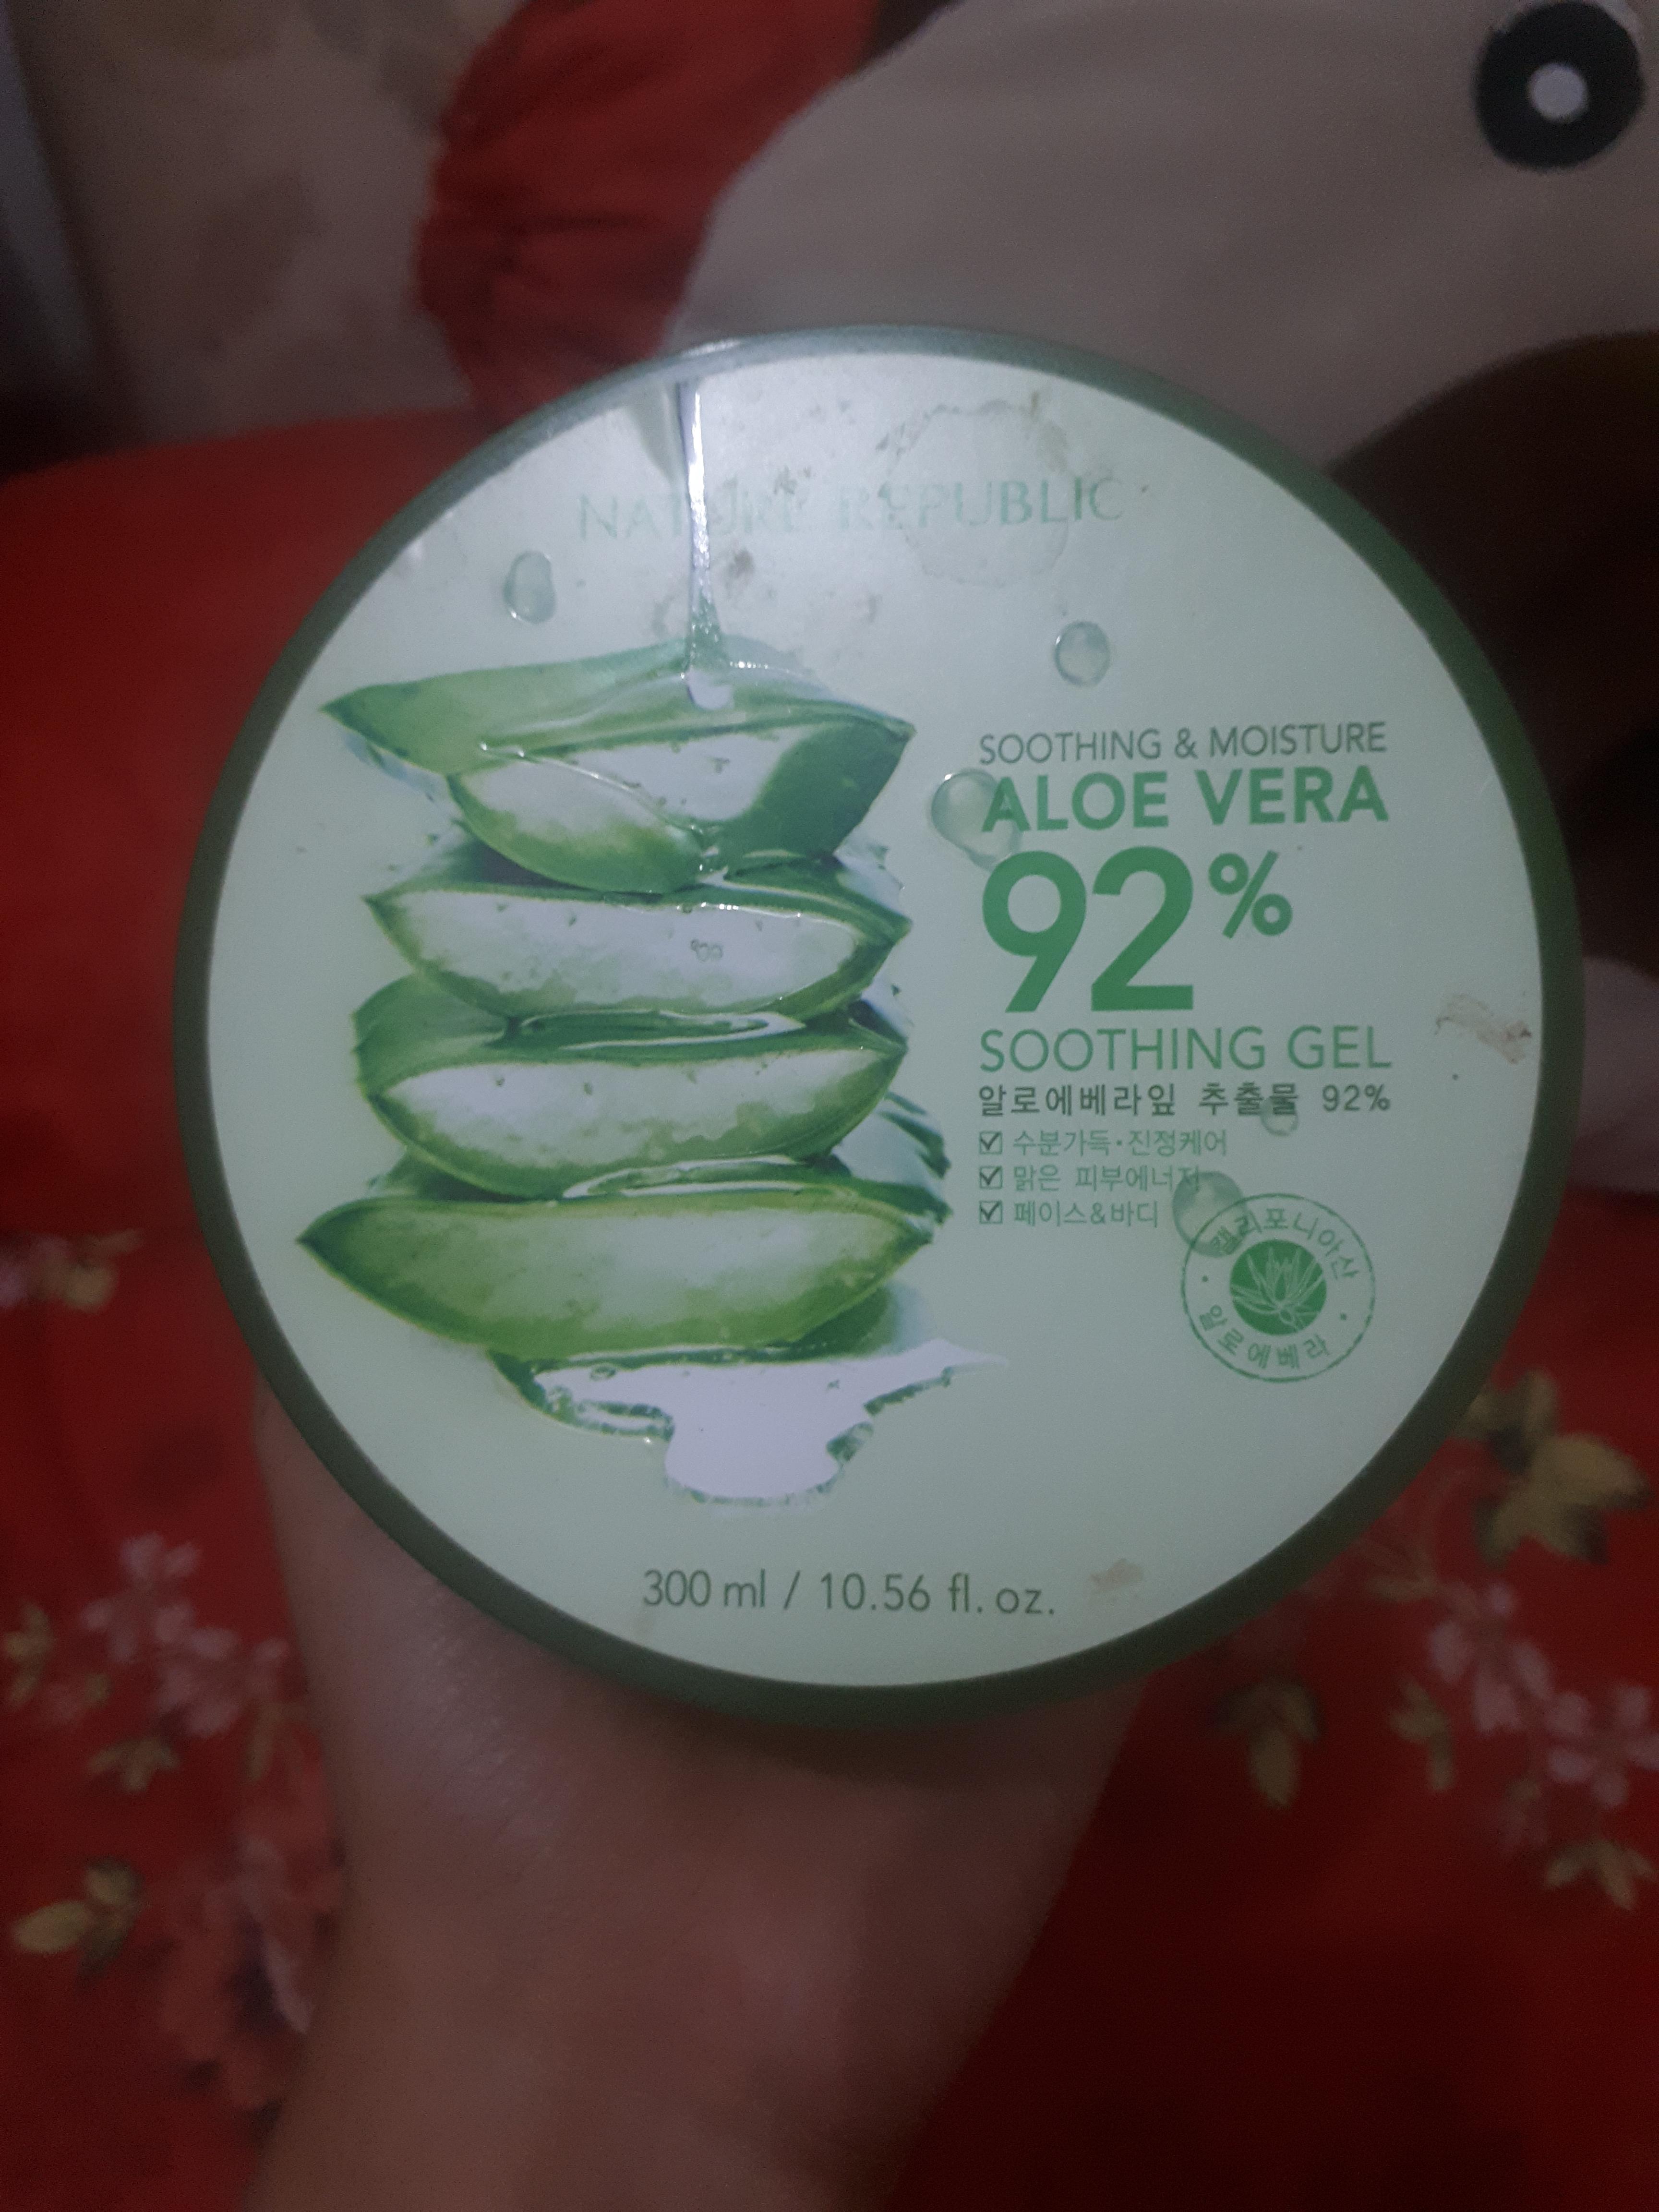 NATURE REPUBLIC
SOOTHING & MOISTURE
ALOE VERA
92%
SOOTHING GEL
알로에베라잎 추출물 92%
수분가득·진정케어
맑은 피부에너지
페이스&바디
캘리포니아산
알로에베라
300 ml / 10.56 fl. oz.